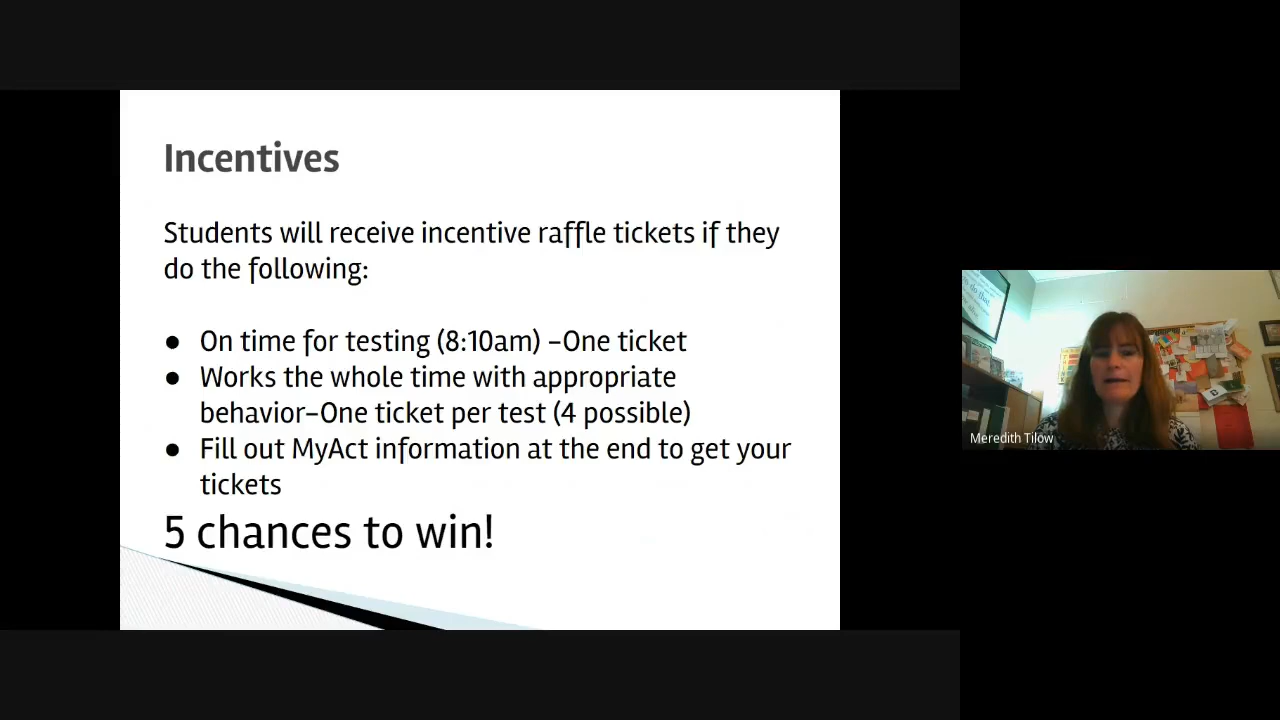 Incentives
Students will receive incentive raffle tickets if they
do the following:
● On time for testing (8:10am) –One ticket
● Works the whole time with appropriate
behavior–One ticket per test (4 possible)
● Fill out MyAct information at the end to get your
tickets
5 chances to win!
do that
Meredith Tilow